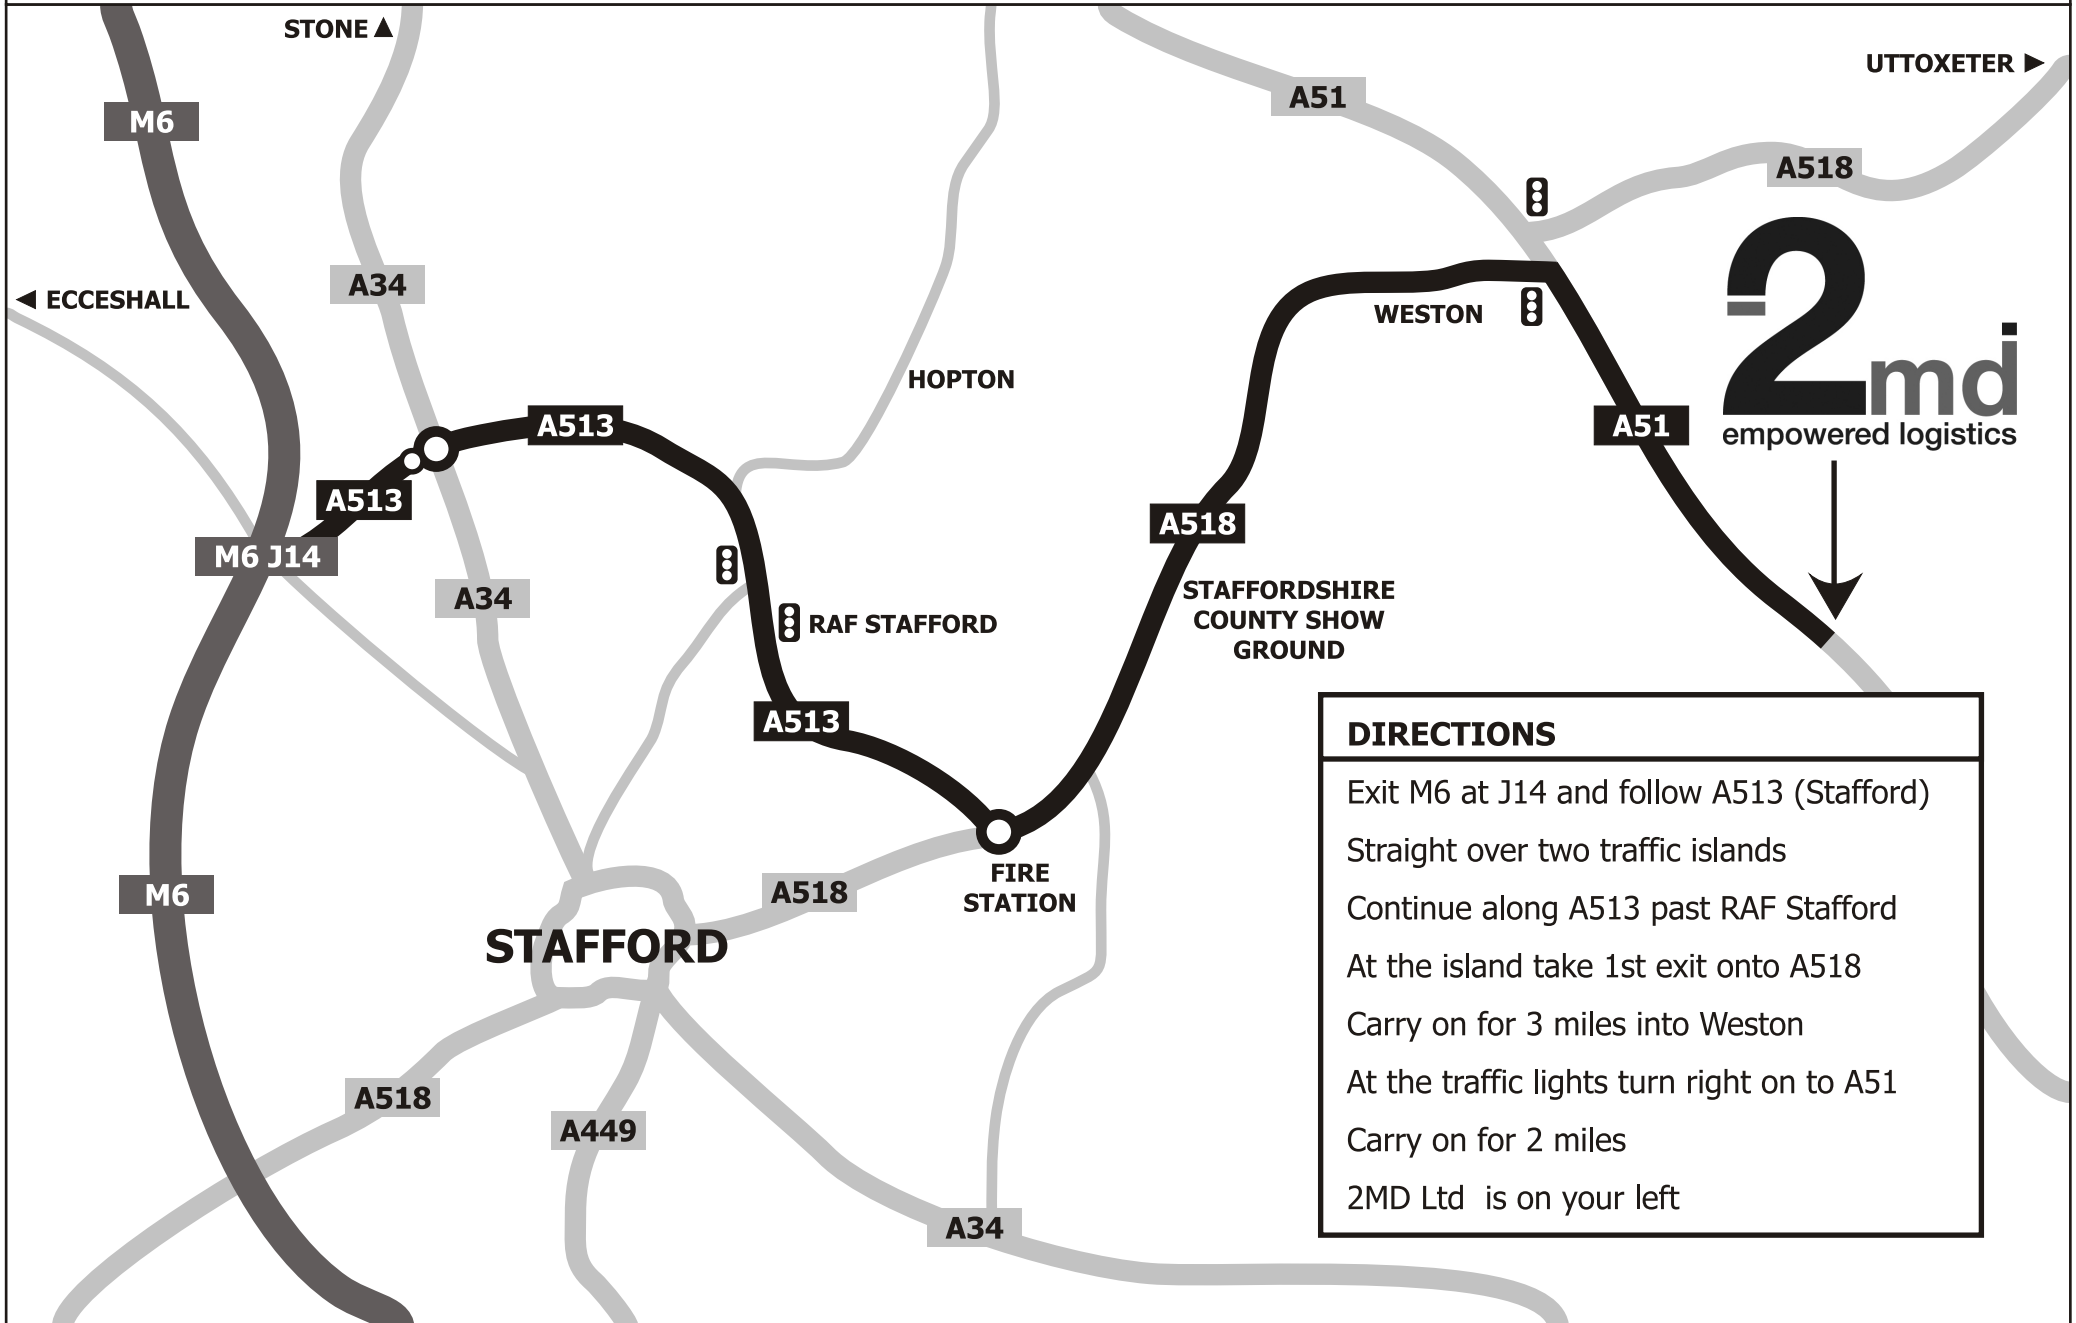 STONE
UTTOXETER
M6
A51
A518
ECCESHALL
A34
WESTON
HOPTON
A513
A51
2md
empowered logistics
A513
A518
M6 J14
A34
RAF STAFFORD
STAFFORDSHIRE
COUNTY SHOW
GROUND
A513
FIRE
STATION
A518
M6
STAFFORD
A518
A449
A34
DIRECTIONS
Exit M6 at J14 and follow A513 (Stafford)
Straight over two traffic islands
Continue along A513 past RAF Stafford
At the island take 1st exit onto A518
Carry on for 3 miles into Weston
At the traffic lights turn right on to A51
Carry on for 2 miles
2MD Ltd  is on your left